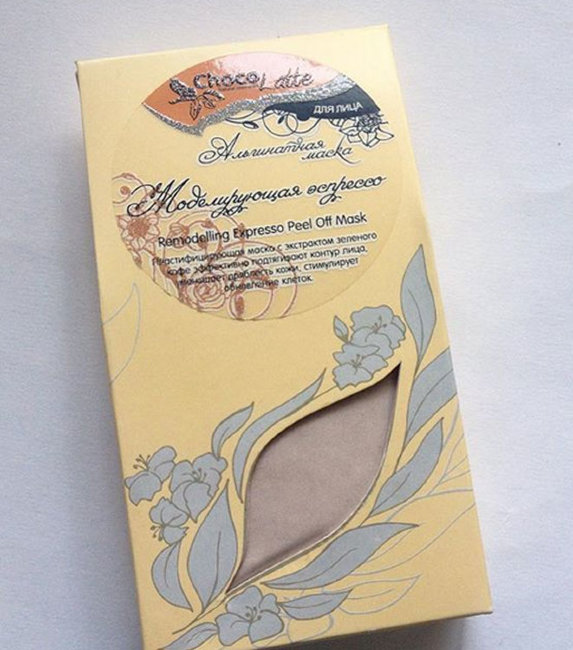 ChocoLatte
ДЛЯ ЛИЦА
Альгинатная
маска
Моделирующая эспрессо
Remodelling Expresso Peel Off Mask
Пластифицирующая маска с экстрактом зеленого
кофе эффективно подтягивают контур лица,
дряблость кожи, стимулирует
обновление клеток.